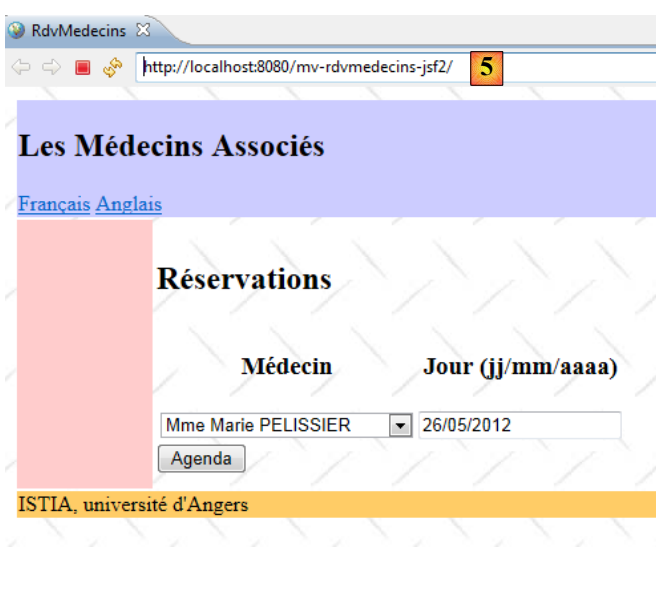 RdvMedecins
http://localhost:8080/mv-rdvmedecins-jsf2/ 5
Les Médecins Associés
Français Anglais
Réservations
Médecin Jour (jj/mm/aaaa)
Mme Marie PELISSIER 26/05/2012
Agenda
ISTIA, université d'Angers